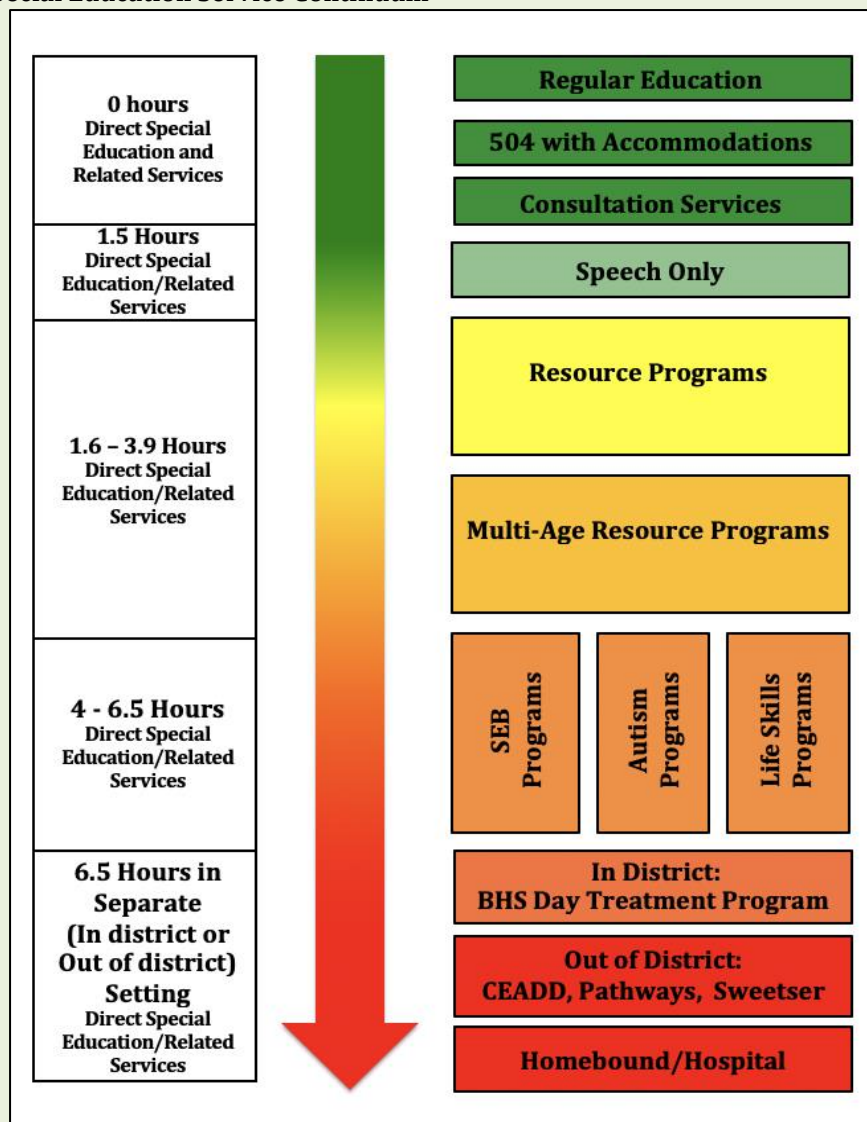 Special Education Service Continuum
0 hours
Direct Special
Education and
Related Services
1.5 Hours
Direct Special
Education/Related
Services
1.6 – 3.9 Hours
Direct Special
Education/Related
Services
4 - 6.5 Hours
Direct Special
Education/Related
Services
6.5 Hours in
Separate
(In district or
Out of district)
Setting
Direct Special
Education/Related
Services
Regular Education
504 with Accommodations
Consultation Services
Speech Only
Resource Programs
Multi-Age Resource Programs
SEB
Programs
Autism
Programs
Life Skills
Programs
In District:
BHS Day Treatment Program
Out of District:
CEADD, Pathways, Sweetser
Homebound/Hospital